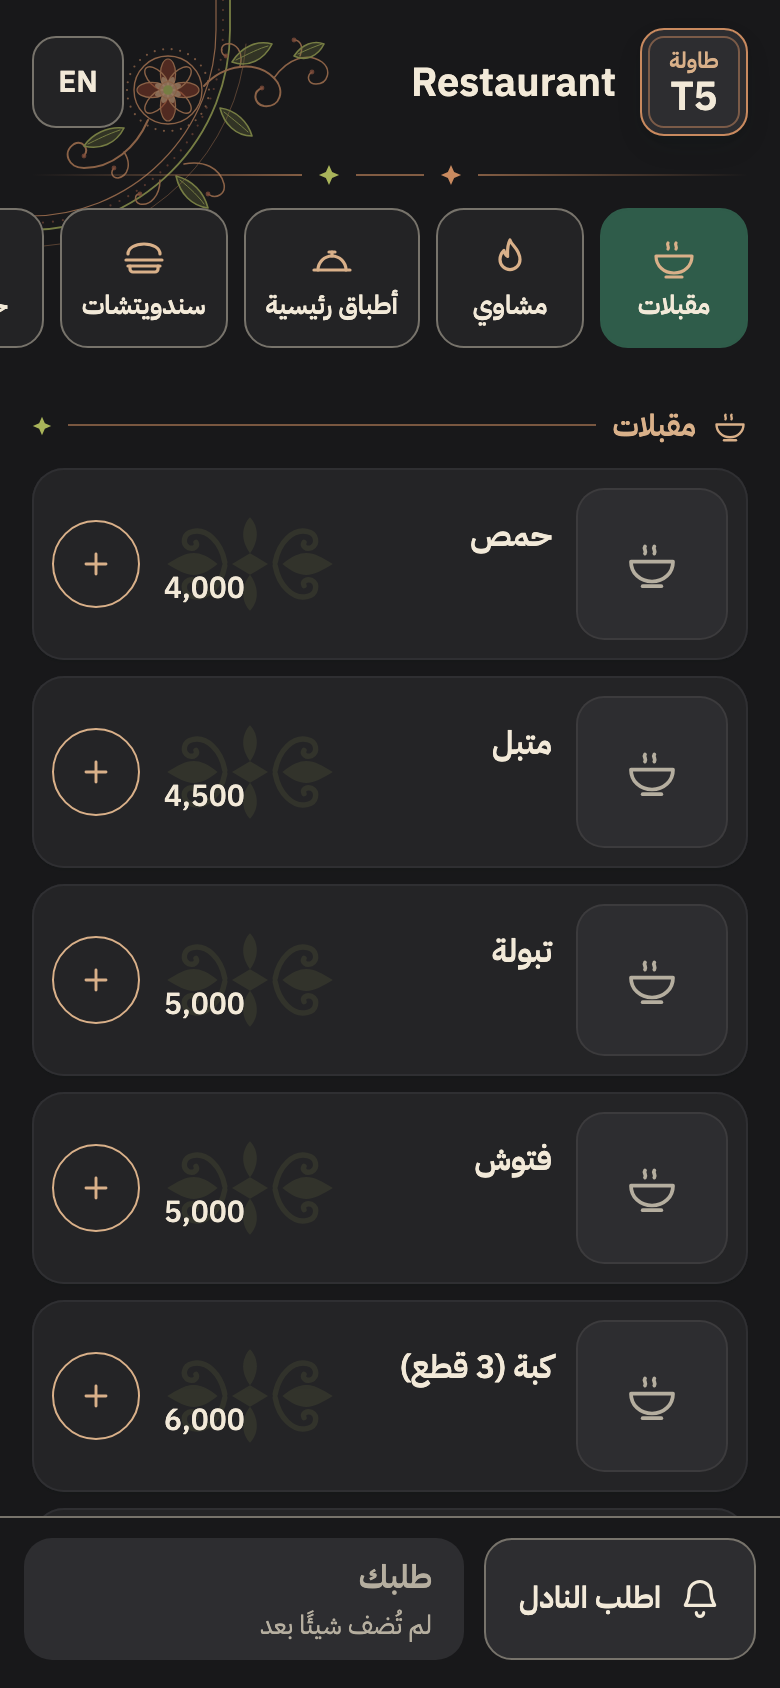 طاولة
T5
Restaurant
EN
مقبلات
مشاوي
أطباق رئيسية
سندويتشات
مقبلات
حمص
4,000
متبل
4,500
تبولة
5,000
فتوش
5,000
كبة (3 قطع)
6,000
اطلب النادل
طلبك
لم تُضف شيئًا بعد